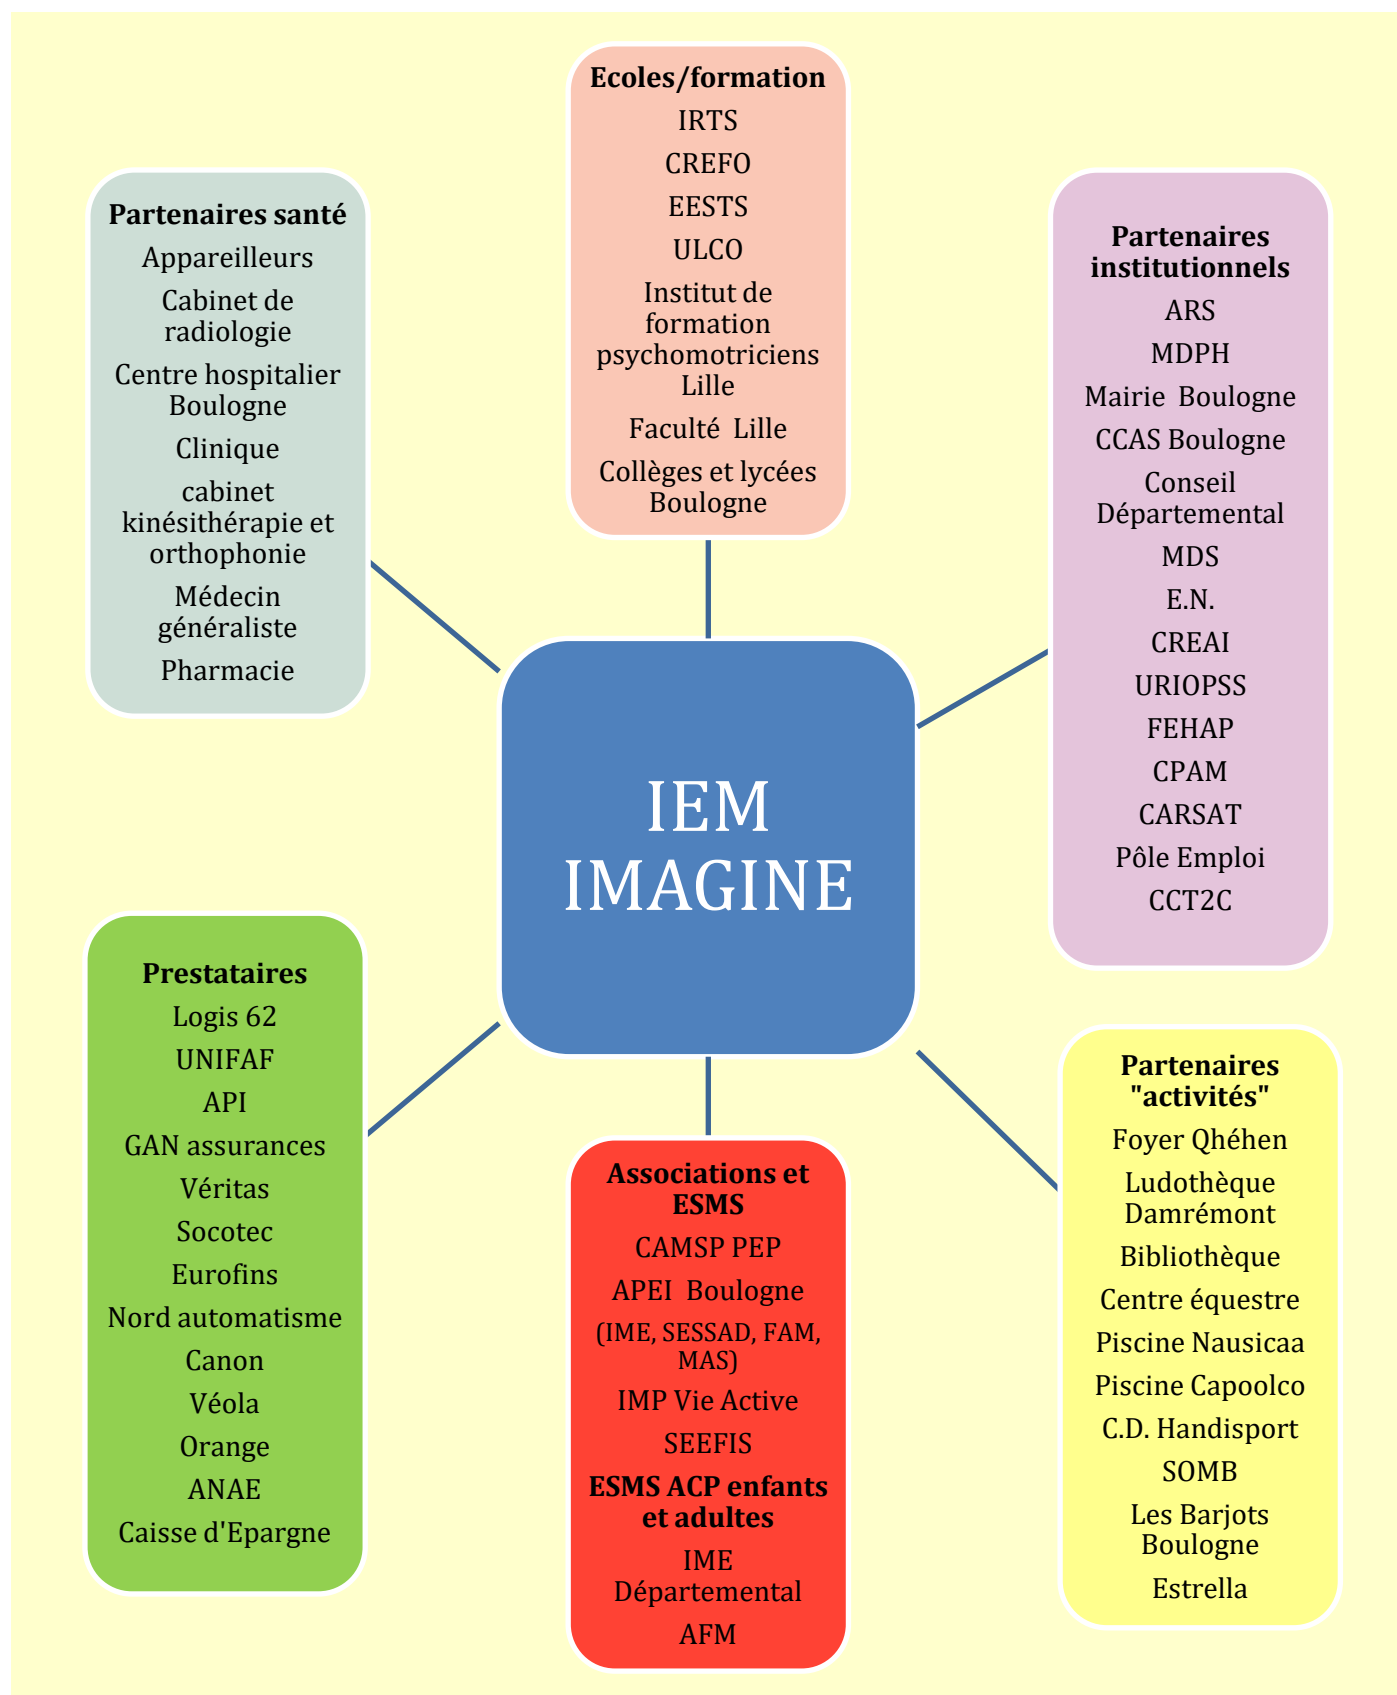 Ecoles/formation
IRTS
CREFO
EESTS
ULCO
Institut de
formation
psychomotriciens
Lille
Faculté  Lille
Collèges et lycées
Boulogne
Partenaires santé
Appareilleurs
Cabinet de
radiologie
Centre hospitalier
Boulogne
Clinique
cabinet
kinésithérapie et
orthophonie
Médecin
généraliste
Pharmacie
Partenaires
institutionnels
ARS
MDPH
Mairie  Boulogne
CCAS Boulogne
Conseil
Départemental
MDS
E.N.
CREAI
URIOPSS
FEHAP
CPAM
CARSAT
Pôle Emploi
CCT2C
IEM
IMAGINE
Prestataires
Logis 62
UNIFAF
API
GAN assurances
Véritas
Socotec
Eurofins
Nord automatisme
Canon
Véola
Orange
ANAE
Caisse d'Epargne
Associations et
ESMS
CAMSP PEP
APEI  Boulogne
(IME, SESSAD, FAM,
MAS)
IMP Vie Active
SEEFIS
ESMS ACP enfants
et adultes
IME
Départemental
AFM
Partenaires
"activités"
Foyer Qhéhen
Ludothèque
Damrémont
Bibliothèque
Centre équestre
Piscine Nausicaa
Piscine Capoolco
C.D. Handisport
SOMB
Les Barjots
Boulogne
Estrella